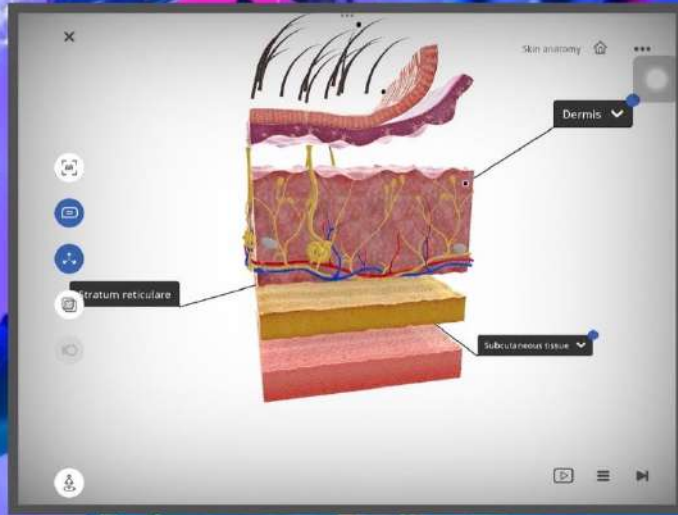 Skin anatomy
Dermis
Stratum reticulare
Subcutaneous tissue